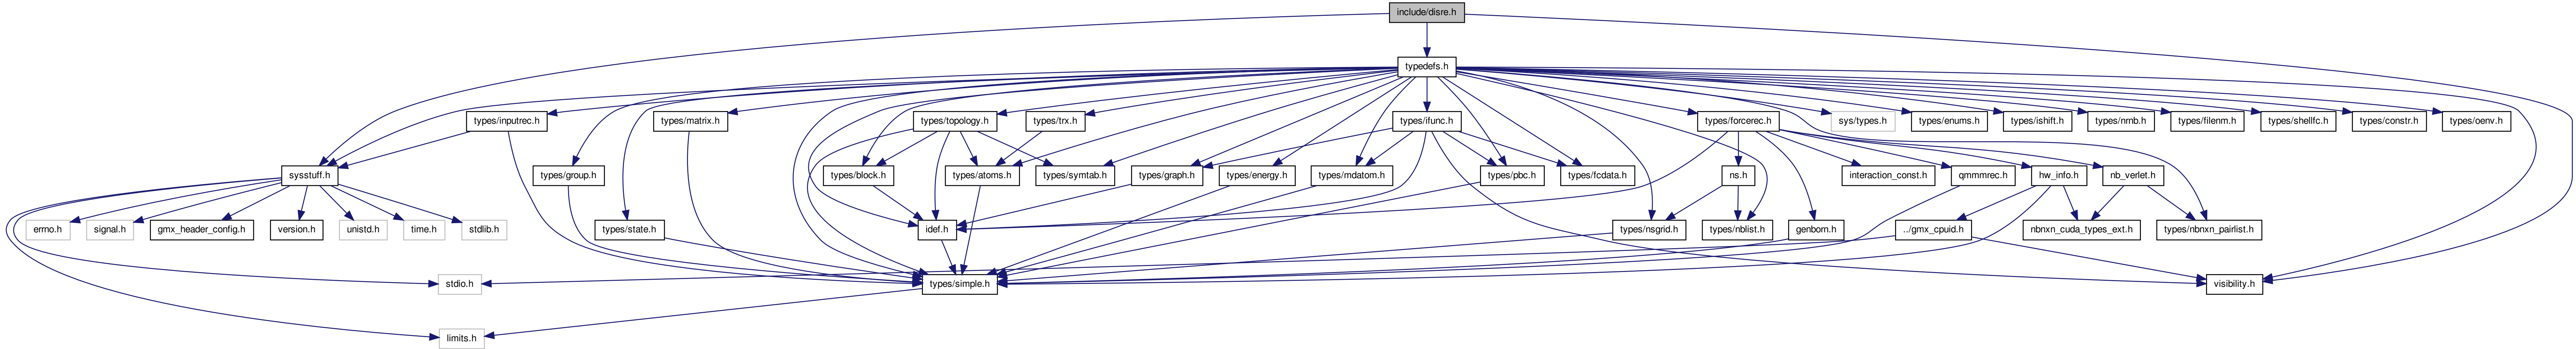 include/disre.h
typedefs.h
types/inputrec.h
types/matrix.h
types/topology.h
types/trx.h
types/ifunc.h
types/forcerec.h
sys/types.h
types/enums.h
types/ishift.h
types/nrnb.h
types/filenm.h
types/shellfc.h
types/constr.h
types/oenv.h
sysstuff.h
types/group.h
types/block.h
types/atoms.h
types/symtab.h
types/graph.h
types/energy.h
types/mdatom.h
types/pbc.h
types/fcdata.h
ns.h
interaction_const.h
qmmmrec.h
hw_info.h
nb_verlet.h
errno.h
signal.h
gmx_header_config.h
version.h
unistd.h
time.h
stdlib.h
types/state.h
idef.h
types/nsgrid.h
types/nblist.h
genborn.h
../gmx_cpuid.h
nbnxn_cuda_types_ext.h
types/nbnxn_pairlist.h
stdio.h
types/simple.h
visibility.h
limits.h